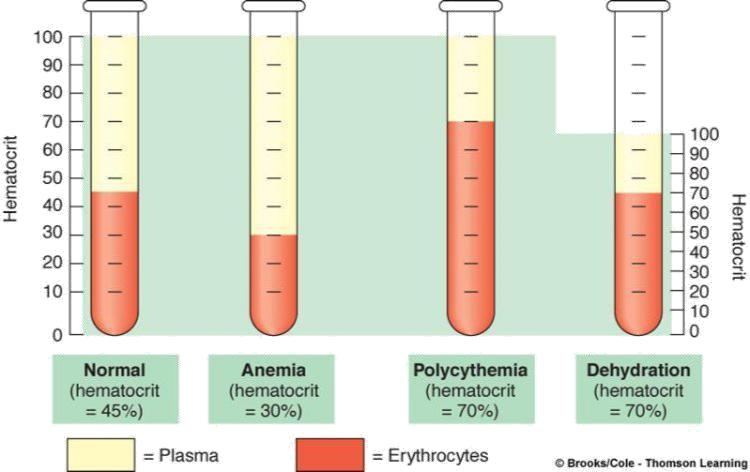 Hematocrit
100
90
80
70
60
50
40
30
20
10
0
100
90
80
70
60
50
40
30
20
10
0
Hematocrit
Normal
(hematocrit
= 45%)
Anemia
(hematocrit
= 30%)
Polycythemia
(hematocrit
= 70%)
Dehydration
(hematocrit
= 70%)
= Plasma
= Erythrocytes
© Brooks/Cole - Thomson Learning